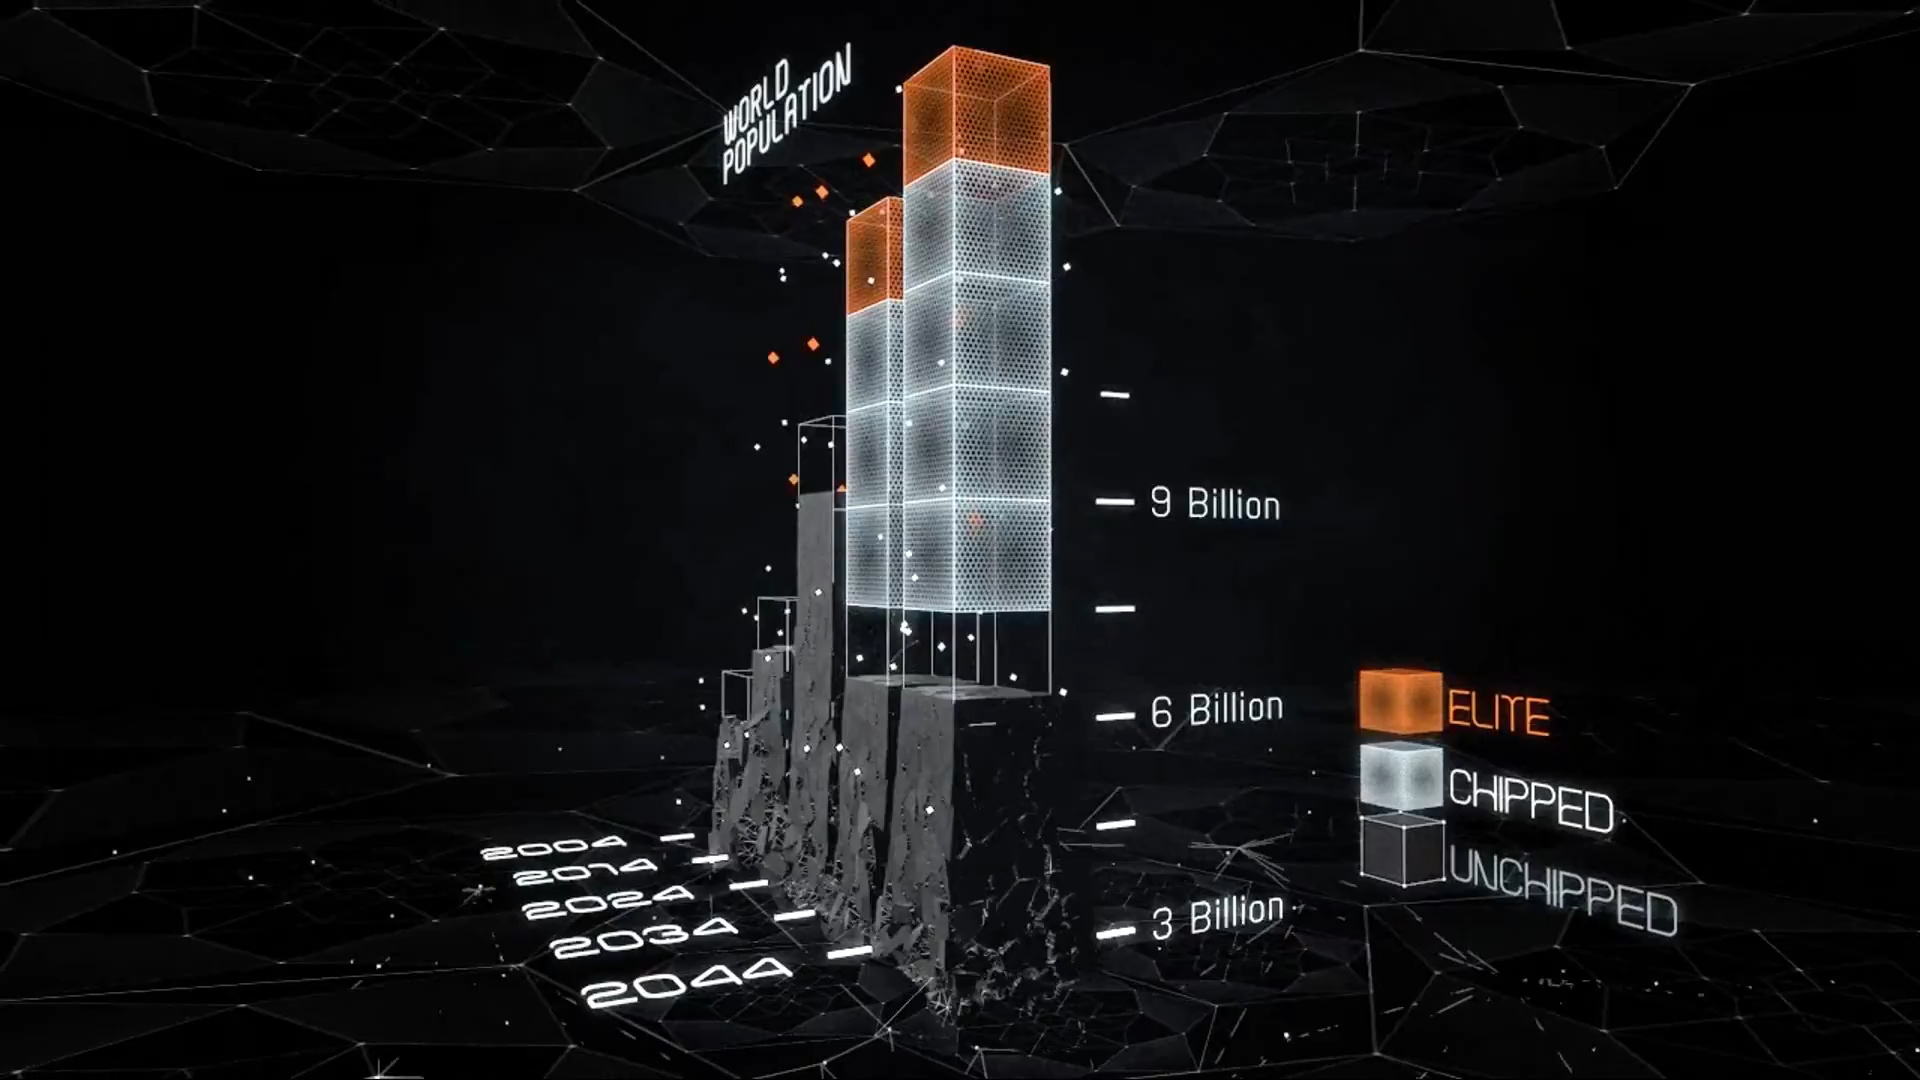 WORLD
POPULATION
9 Billion
6 Billion
3 Billion
ELITE
CHIPPED
UNCHIPPED
2004
2014
2024
2034
2044